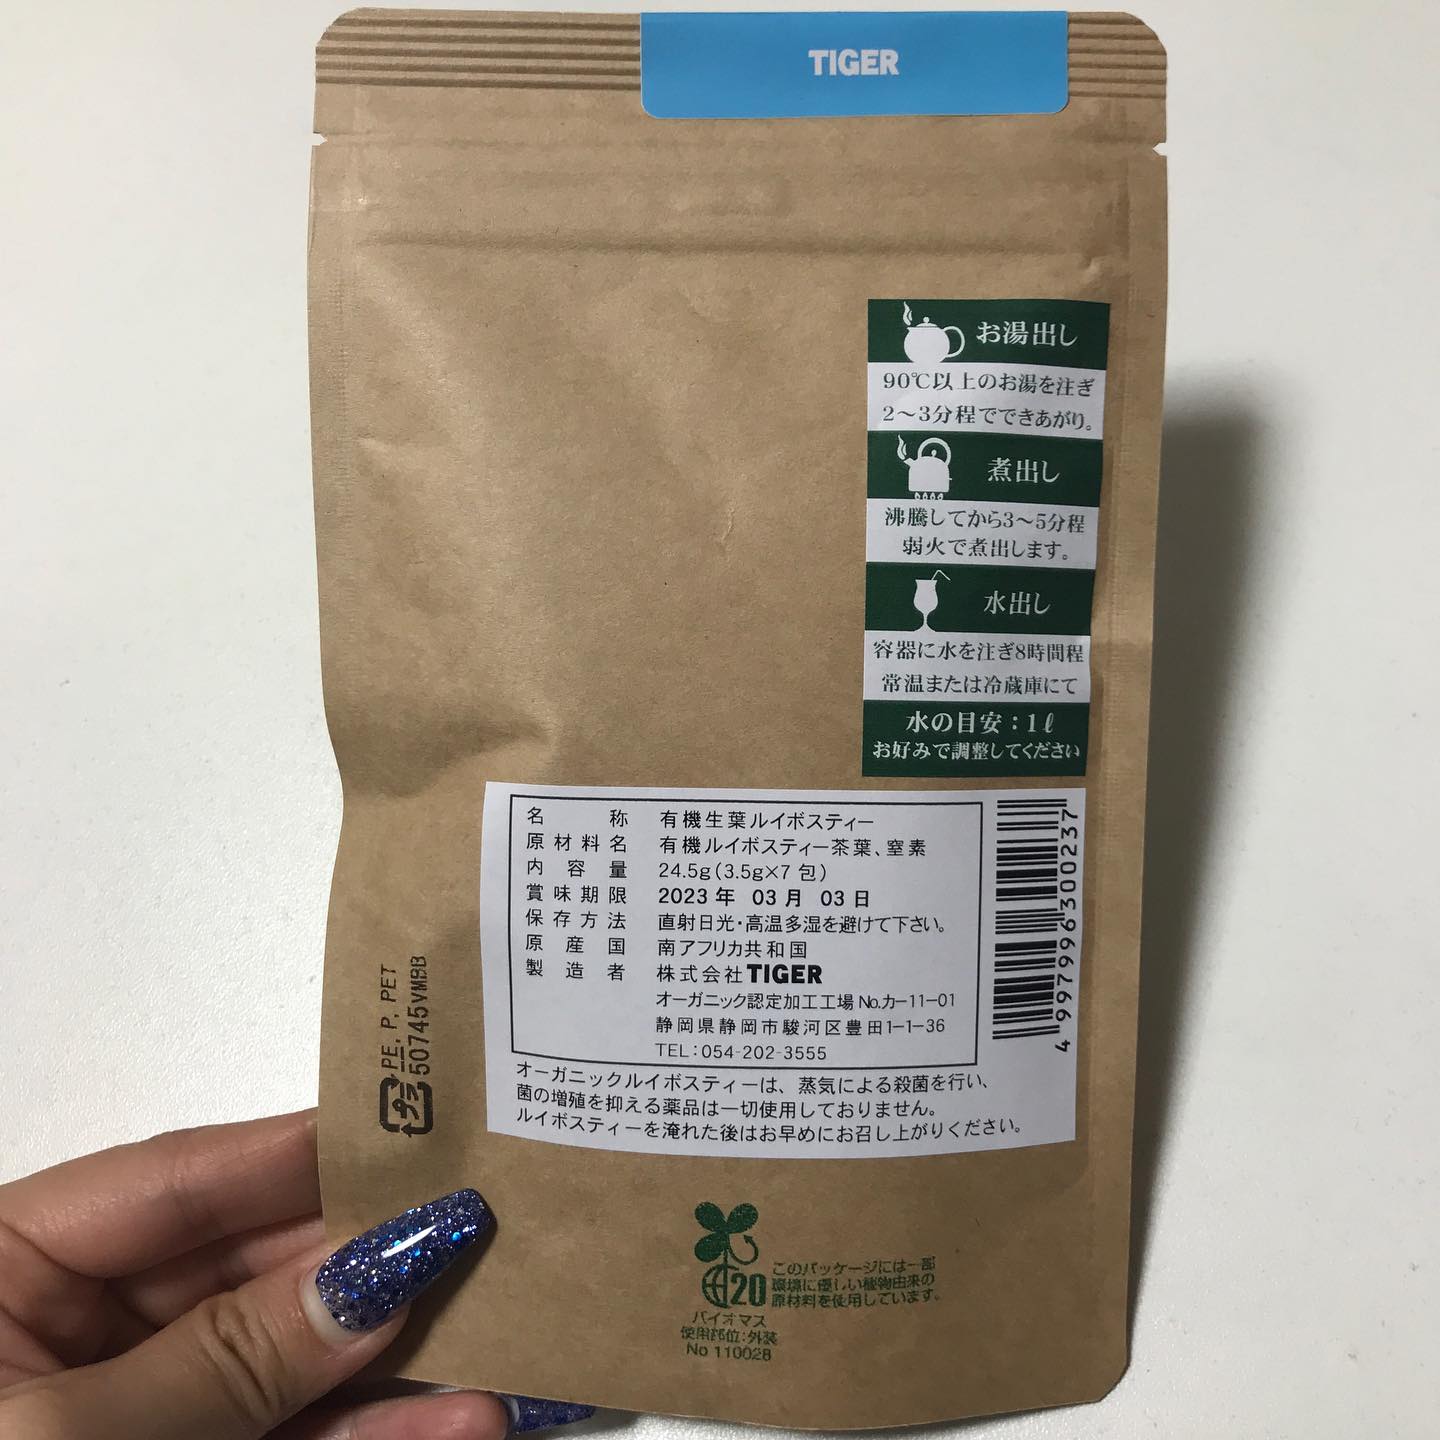 TIGER
お湯出し
90℃以上のお湯を注ぎ
2〜3分程でできあがり。
煮出し
沸騰してから3〜5分程
弱火で煮出します。
水出し
容器に水を注ぎ8時間程
常温または冷蔵庫にて
水の目安：1ℓ
お好みで調整してください
名称 有機生葉ルイボスティー
原材料名 有機ルイボスティー茶葉、窒素
内容量 24.5g(3.5g×7包)
賞味期限 2023年 03月 03日
保存方法 直射日光・高温多湿を避けて下さい。
原産国 南アフリカ共和国
製造者 株式会社TIGER
オーガニック認定加工工場No.カー11-01
静岡県静岡市駿河区豊田1-1-36
TEL：054-202-3555
オーガニックルイボスティーは、蒸気による殺菌を行い、
菌の増殖を抑える薬品は一切使用しておりません。
ルイボスティーを淹れた後はお早めにお召し上がりください。
4997996300237
プラ
PE, P, PET
50745VMBB
20
このパッケージには一部
環境に優しい植物由来の
原材料を使用しています。
バイオマス
使用部位:外装
No 110028